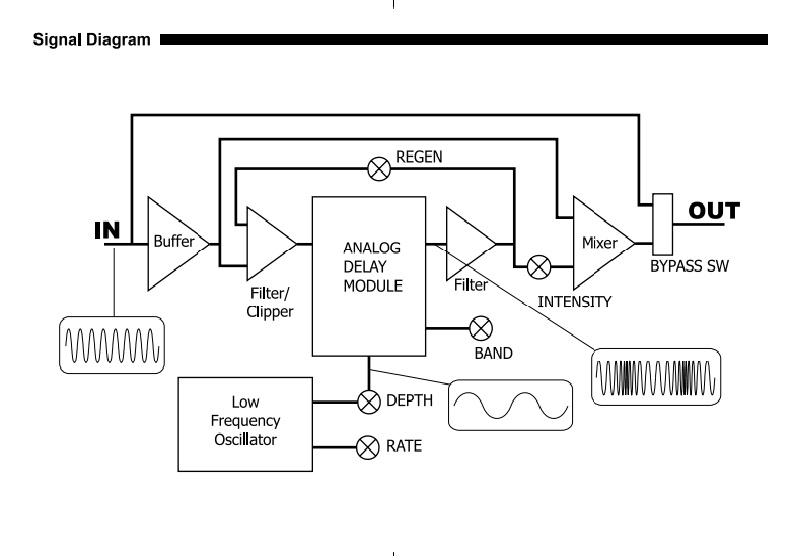 Signal Diagram
REGEN
IN
OUT
Buffer
ANALOG
DELAY
MODULE
Mixer
BYPASS SW
Filter/
Clipper
Filter
INTENSITY
BAND
Low
Frequency
Oscillator
DEPTH
RATE